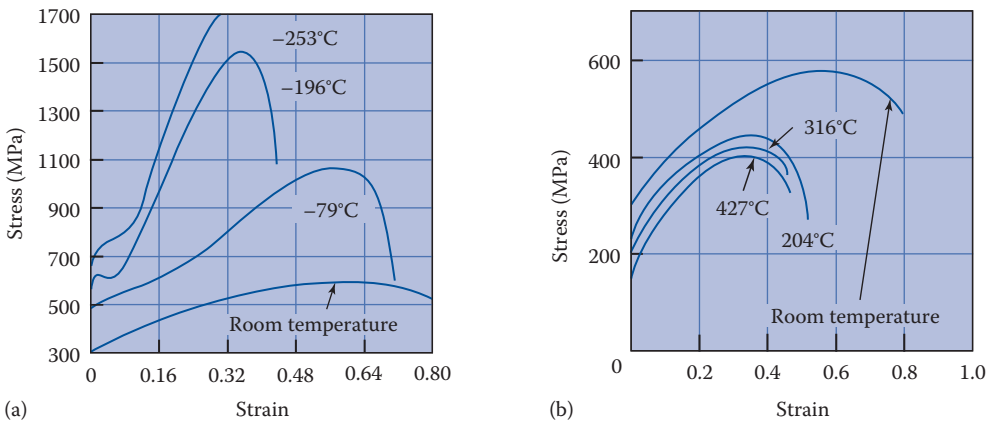 1700
1500
1300
1100
900
700
500
300
Stress (MPa)
−253°C
−196°C
−79°C
Room temperature
0 0.16 0.32 0.48 0.64 0.80
(a) Strain
600
400
200
0
Stress (MPa)
316°C
427°C
204°C
Room temperature
0.2 0.4 0.6 0.8 1.0
(b) Strain